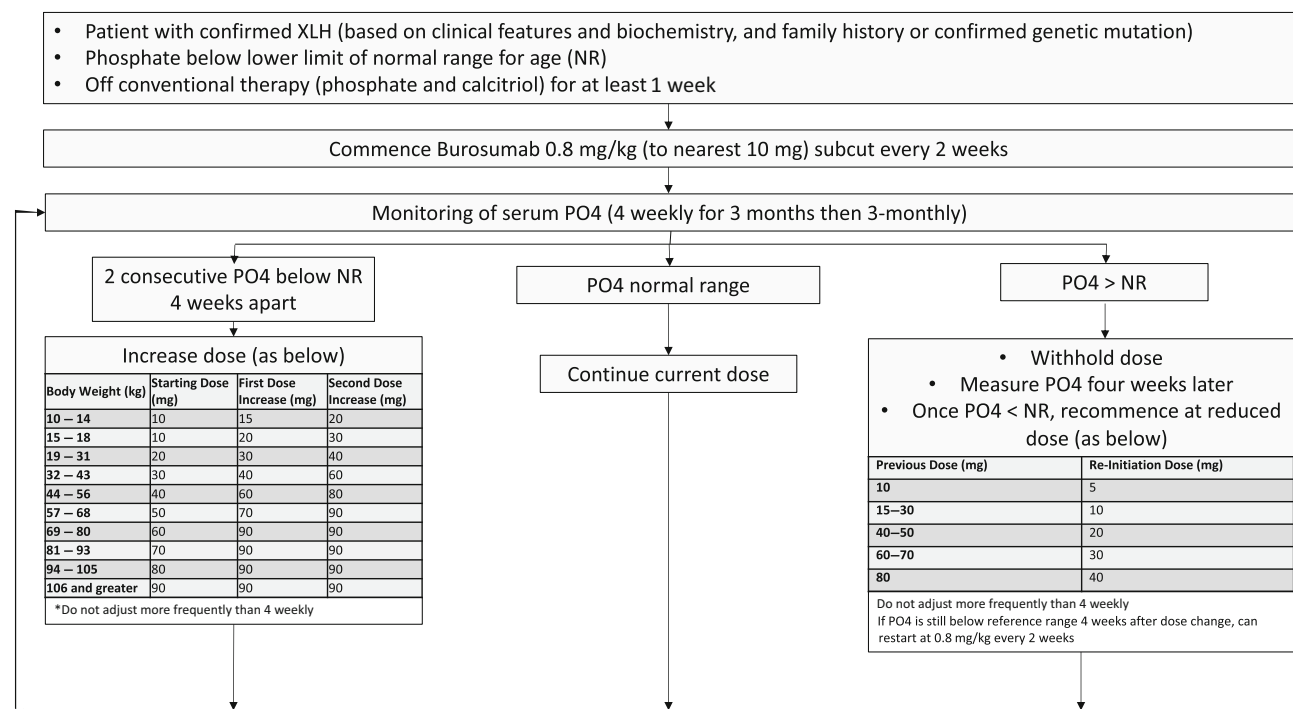 • Patient with confirmed XLH (based on clinical features and biochemistry, and family history or confirmed genetic mutation)
• Phosphate below lower limit of normal range for age (NR)
• Off conventional therapy (phosphate and calcitriol) for at least 1 week
Commence Burosumab 0.8 mg/kg (to nearest 10 mg) subcut every 2 weeks
Monitoring of serum PO4 (4 weekly for 3 months then 3-monthly)
2 consecutive PO4 below NR
4 weeks apart
Increase dose (as below)
Body Weight (kg) Starting Dose (mg) First Dose Increase (mg) Second Dose Increase (mg)
10 – 14 10 15 20
15 – 18 10 20 30
19 – 31 20 30 40
32 – 43 30 40 60
44 – 56 40 60 80
57 – 68 50 70 90
69 – 80 60 90 90
81 – 93 70 90 90
94 – 105 80 90 90
106 and greater 90 90 90
*Do not adjust more frequently than 4 weekly
PO4 normal range
Continue current dose
PO4 > NR
• Withhold dose
• Measure PO4 four weeks later
• Once PO4 < NR, recommence at reduced
dose (as below)
Previous Dose (mg) Re-Initiation Dose (mg)
10 5
15–30 10
40–50 20
60–70 30
80 40
Do not adjust more frequently than 4 weekly
If PO4 is still below reference range 4 weeks after dose change, can
restart at 0.8 mg/kg every 2 weeks